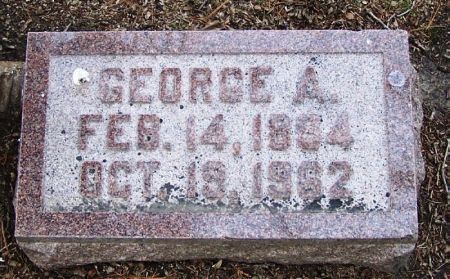 GEORGE A.
FEB. 14, 1884
OCT. 19, 1962